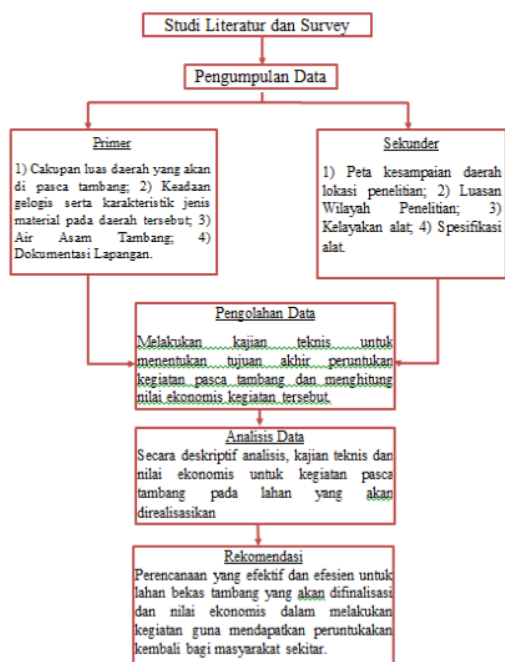 Studi Literatur dan Survey
Pengumpulan Data
Primer
1) Cakupan luas daerah yang akan
di pasca tambang; 2) Keadaan
gelogis serta karakteristik jenis
material pada daerah tersebut; 3)
Air Asam Tambang; 4)
Dokumentasi Lapangan.
Sekunder
1) Peta kesampaian daerah
lokasi penelitian; 2) Luasan
Wilayah Penelitian; 3)
Kelayakan alat; 4) Spesifikasi
alat.
Pengolahan Data
Melakukan kajian teknis untuk
menentukan tujuan akhir peruntukan
kegiatan pasca tambang dan menghitung
nilai ekonomis kegiatan tersebut.
Analisis Data
Secara deskriptif analisis, kajian teknis dan
nilai ekonomis untuk kegiatan pasca
tambang pada lahan yang akan
direalisasikan
Rekomendasi
Perencanaan yang efektif dan efesien untuk
lahan bekas tambang yang akan difinalisasi
dan nilai ekonomis dalam melakukan
kegiatan guna mendapatkan peruntukakan
kembali bagi masyarakat sekitar.